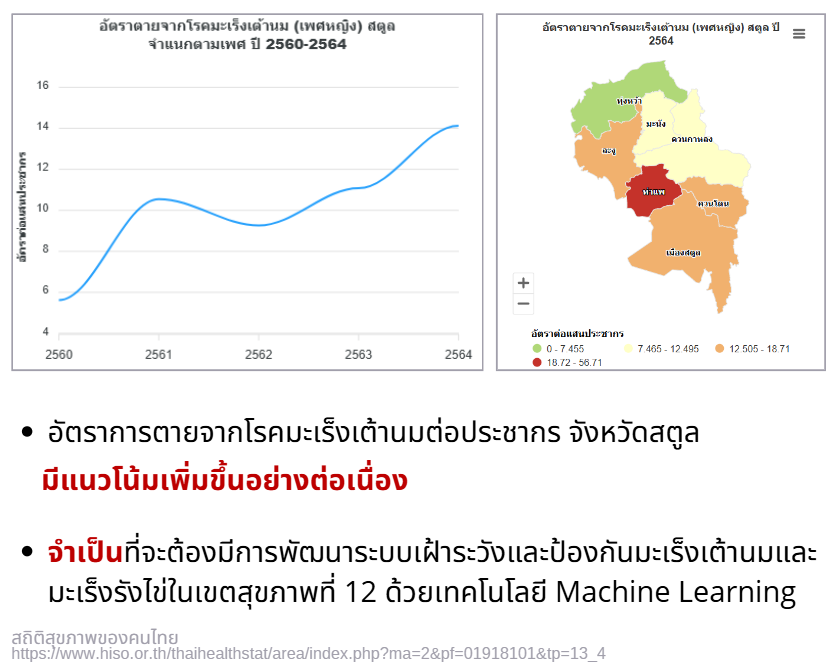 อัตราตายจากโรคมะเร็งเต้านม (เพศหญิง) สตูล
จำแนกตามเพศ ปี 2560-2564
อัตราต่อแสนประชากร
16
14
12
10
8
6
4
2560 2561 2562 2563 2564
อัตราตายจากโรคมะเร็งเต้านม (เพศหญิง) สตูล ปี
2564
ทุ่งหว้า
มะนัง
ควนกาหลง
ละงู
ท่าแพ
ควนโดน
เมืองสตูล
+
−
อัตราต่อแสนประชากร
0 - 7.455 7.465 - 12.495 12.505 - 18.71
18.72 - 56.71
• อัตราการตายจากโรคมะเร็งเต้านมต่อประชากร จังหวัดสตูล
มีแนวโน้มเพิ่มขึ้นอย่างต่อเนื่อง
• จำเป็นที่จะต้องมีการพัฒนาระบบเฝ้าระวังและป้องกันมะเร็งเต้านมและ
มะเร็งรังไข่ในเขตสุขภาพที่ 12 ด้วยเทคโนโลยี Machine Learning
สถิติสุขภาพของคนไทย
https://www.hiso.or.th/thaihealthstat/area/index.php?ma=2&pf=01918101&tp=13_4